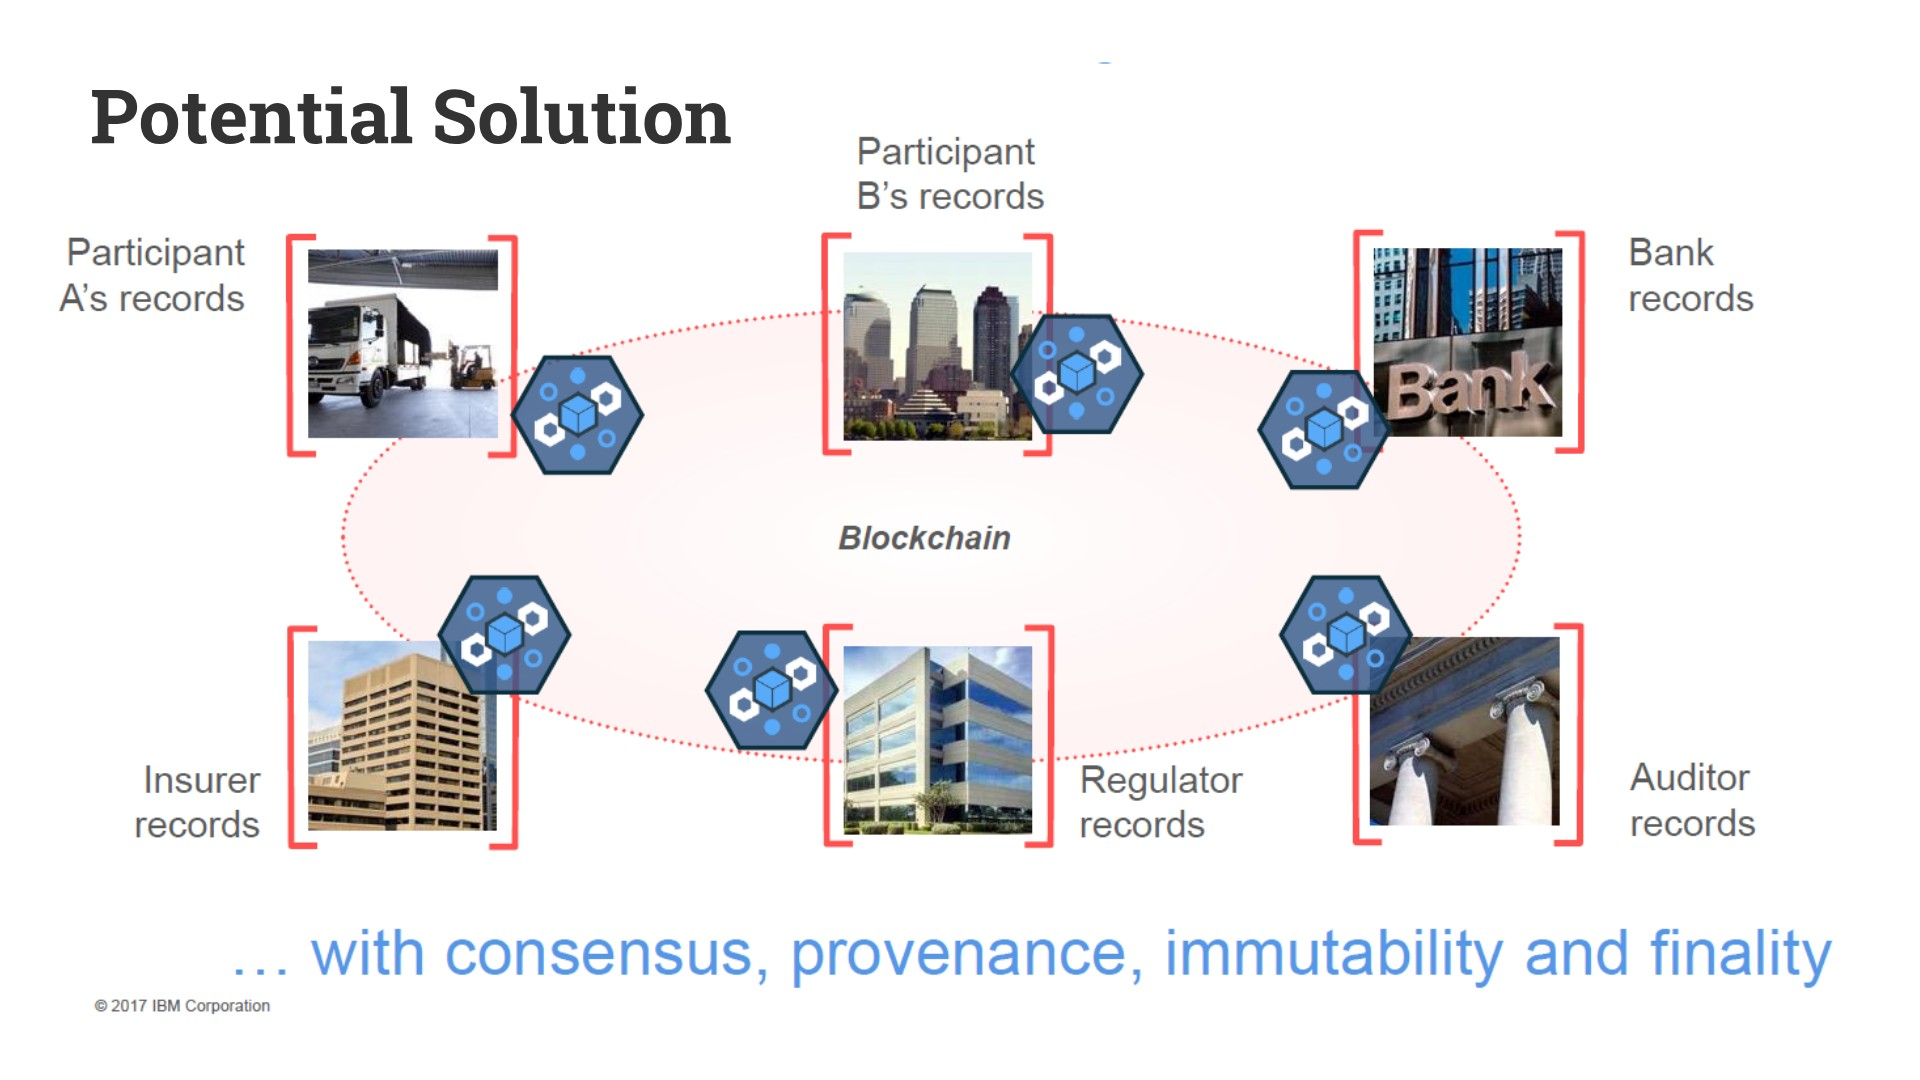 Potential Solution
Participant
B’s records
Participant
A’s records
Bank
records
Bank
Blockchain
Insurer
records
Regulator
records
Auditor
records
... with consensus, provenance, immutability and finality
© 2017 IBM Corporation